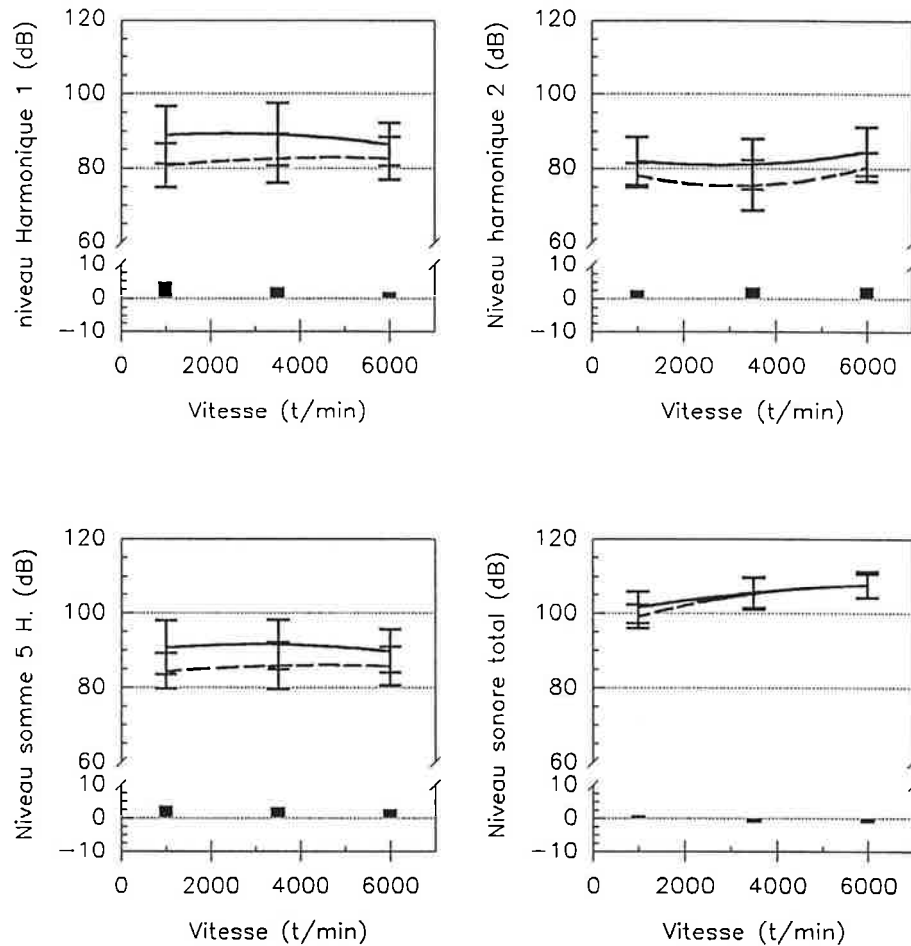 niveau Harmonique 1 (dB)
120
100
80
60
10
0
−10
0 2000 4000 6000
Vitesse (t/min)
Niveau harmonique 2 (dB)
120
100
80
60
10
0
−10
0 2000 4000 6000
Vitesse (t/min)
Niveau somme 5 H. (dB)
120
100
80
60
10
0
−10
0 2000 4000 6000
Vitesse (t/min)
Niveau sonore total (dB)
120
100
80
60
10
0
−10
0 2000 4000 6000
Vitesse (t/min)